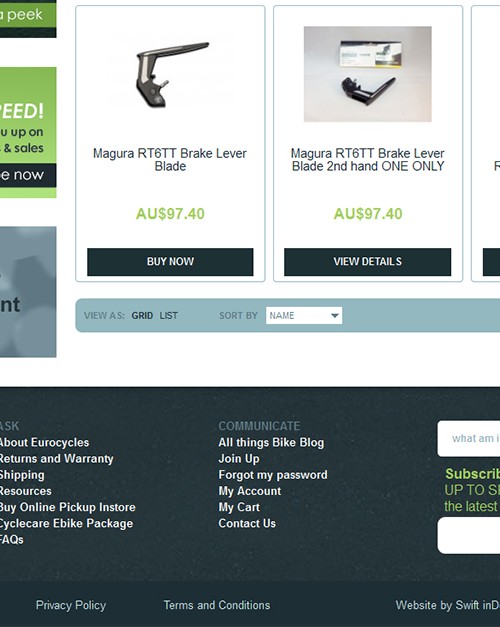 a peek
EED!
u up on
s & sales
be now
nt
Magura RT6TT Brake Lever
Blade
AU$97.40
BUY NOW
Magura RT6TT Brake Lever
Blade 2nd hand ONE ONLY
AU$97.40
VIEW DETAILS
R
VIEW AS: GRID LIST
SORT BY NAME
ASK
About Eurocycles
Returns and Warranty
Shipping
Resources
Buy Online Pickup Instore
Cyclecare Ebike Package
FAQs
COMMUNICATE
All things Bike Blog
Join Up
Forgot my password
My Account
My Cart
Contact Us
what am i
Subscrib
UP TO S
the latest
Privacy Policy
Terms and Conditions
Website by Swift inD